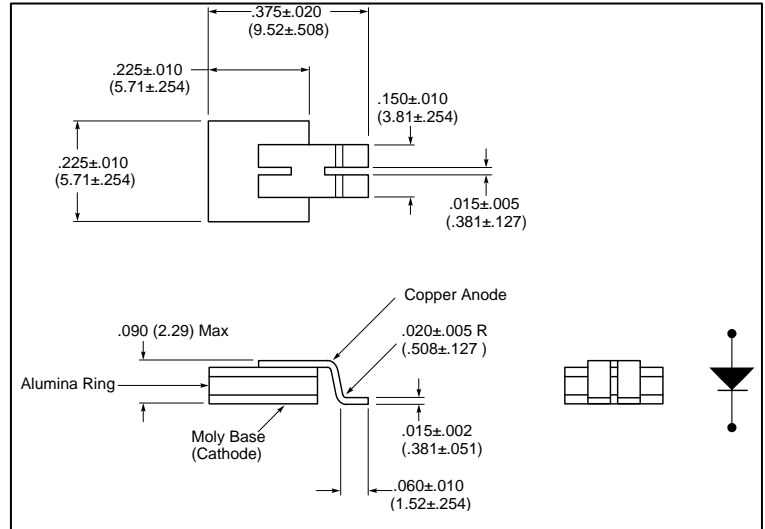 .375±.020
(9.52±.508)
.225±.010
(5.71±.254)
.150±.010
(3.81±.254)
.225±.010
(5.71±.254)
.015±.005
(.381±.127)
Copper Anode
.090 (2.29) Max
.020±.005 R
(.508±.127 )
Alumina Ring
Moly Base
(Cathode)
.015±.002
(.381±.051)
.060±.010
(1.52±.254)